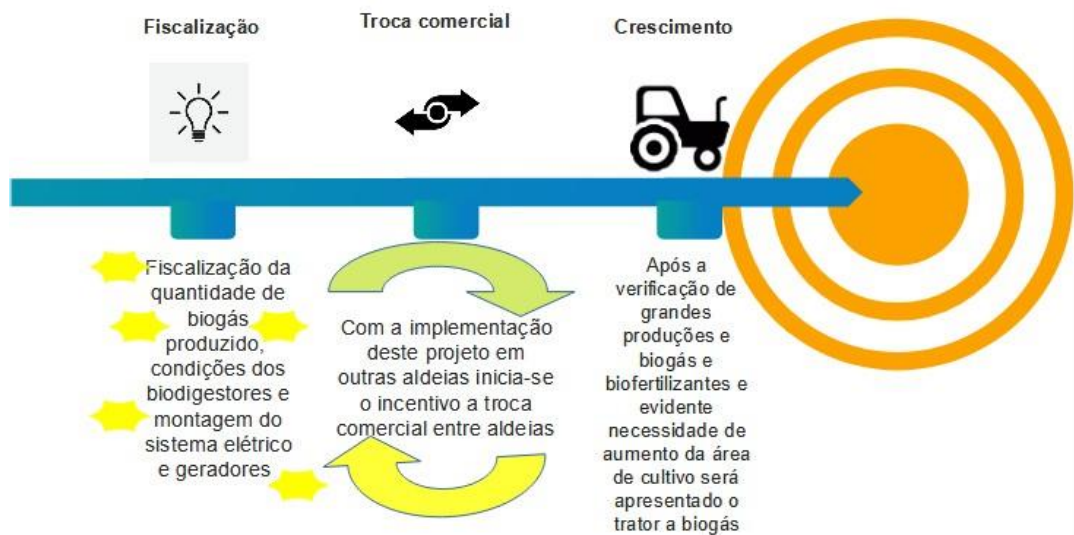 Fiscalização
Troca comercial
Crescimento
Fiscalização da
quantidade de
biogás
produzido,
condições dos
biodigestores e
montagem do
sistema elétrico
e geradores
Com a implementação
deste projeto em
outras aldeias inicia-se
o incentivo a troca
comercial entre aldeias
Após a
verificação de
grandes
produções e
biogás e
biofertilizantes e
evidente
necessidade de
aumento da área
de cultivo será
apresentado o
trator a biogás